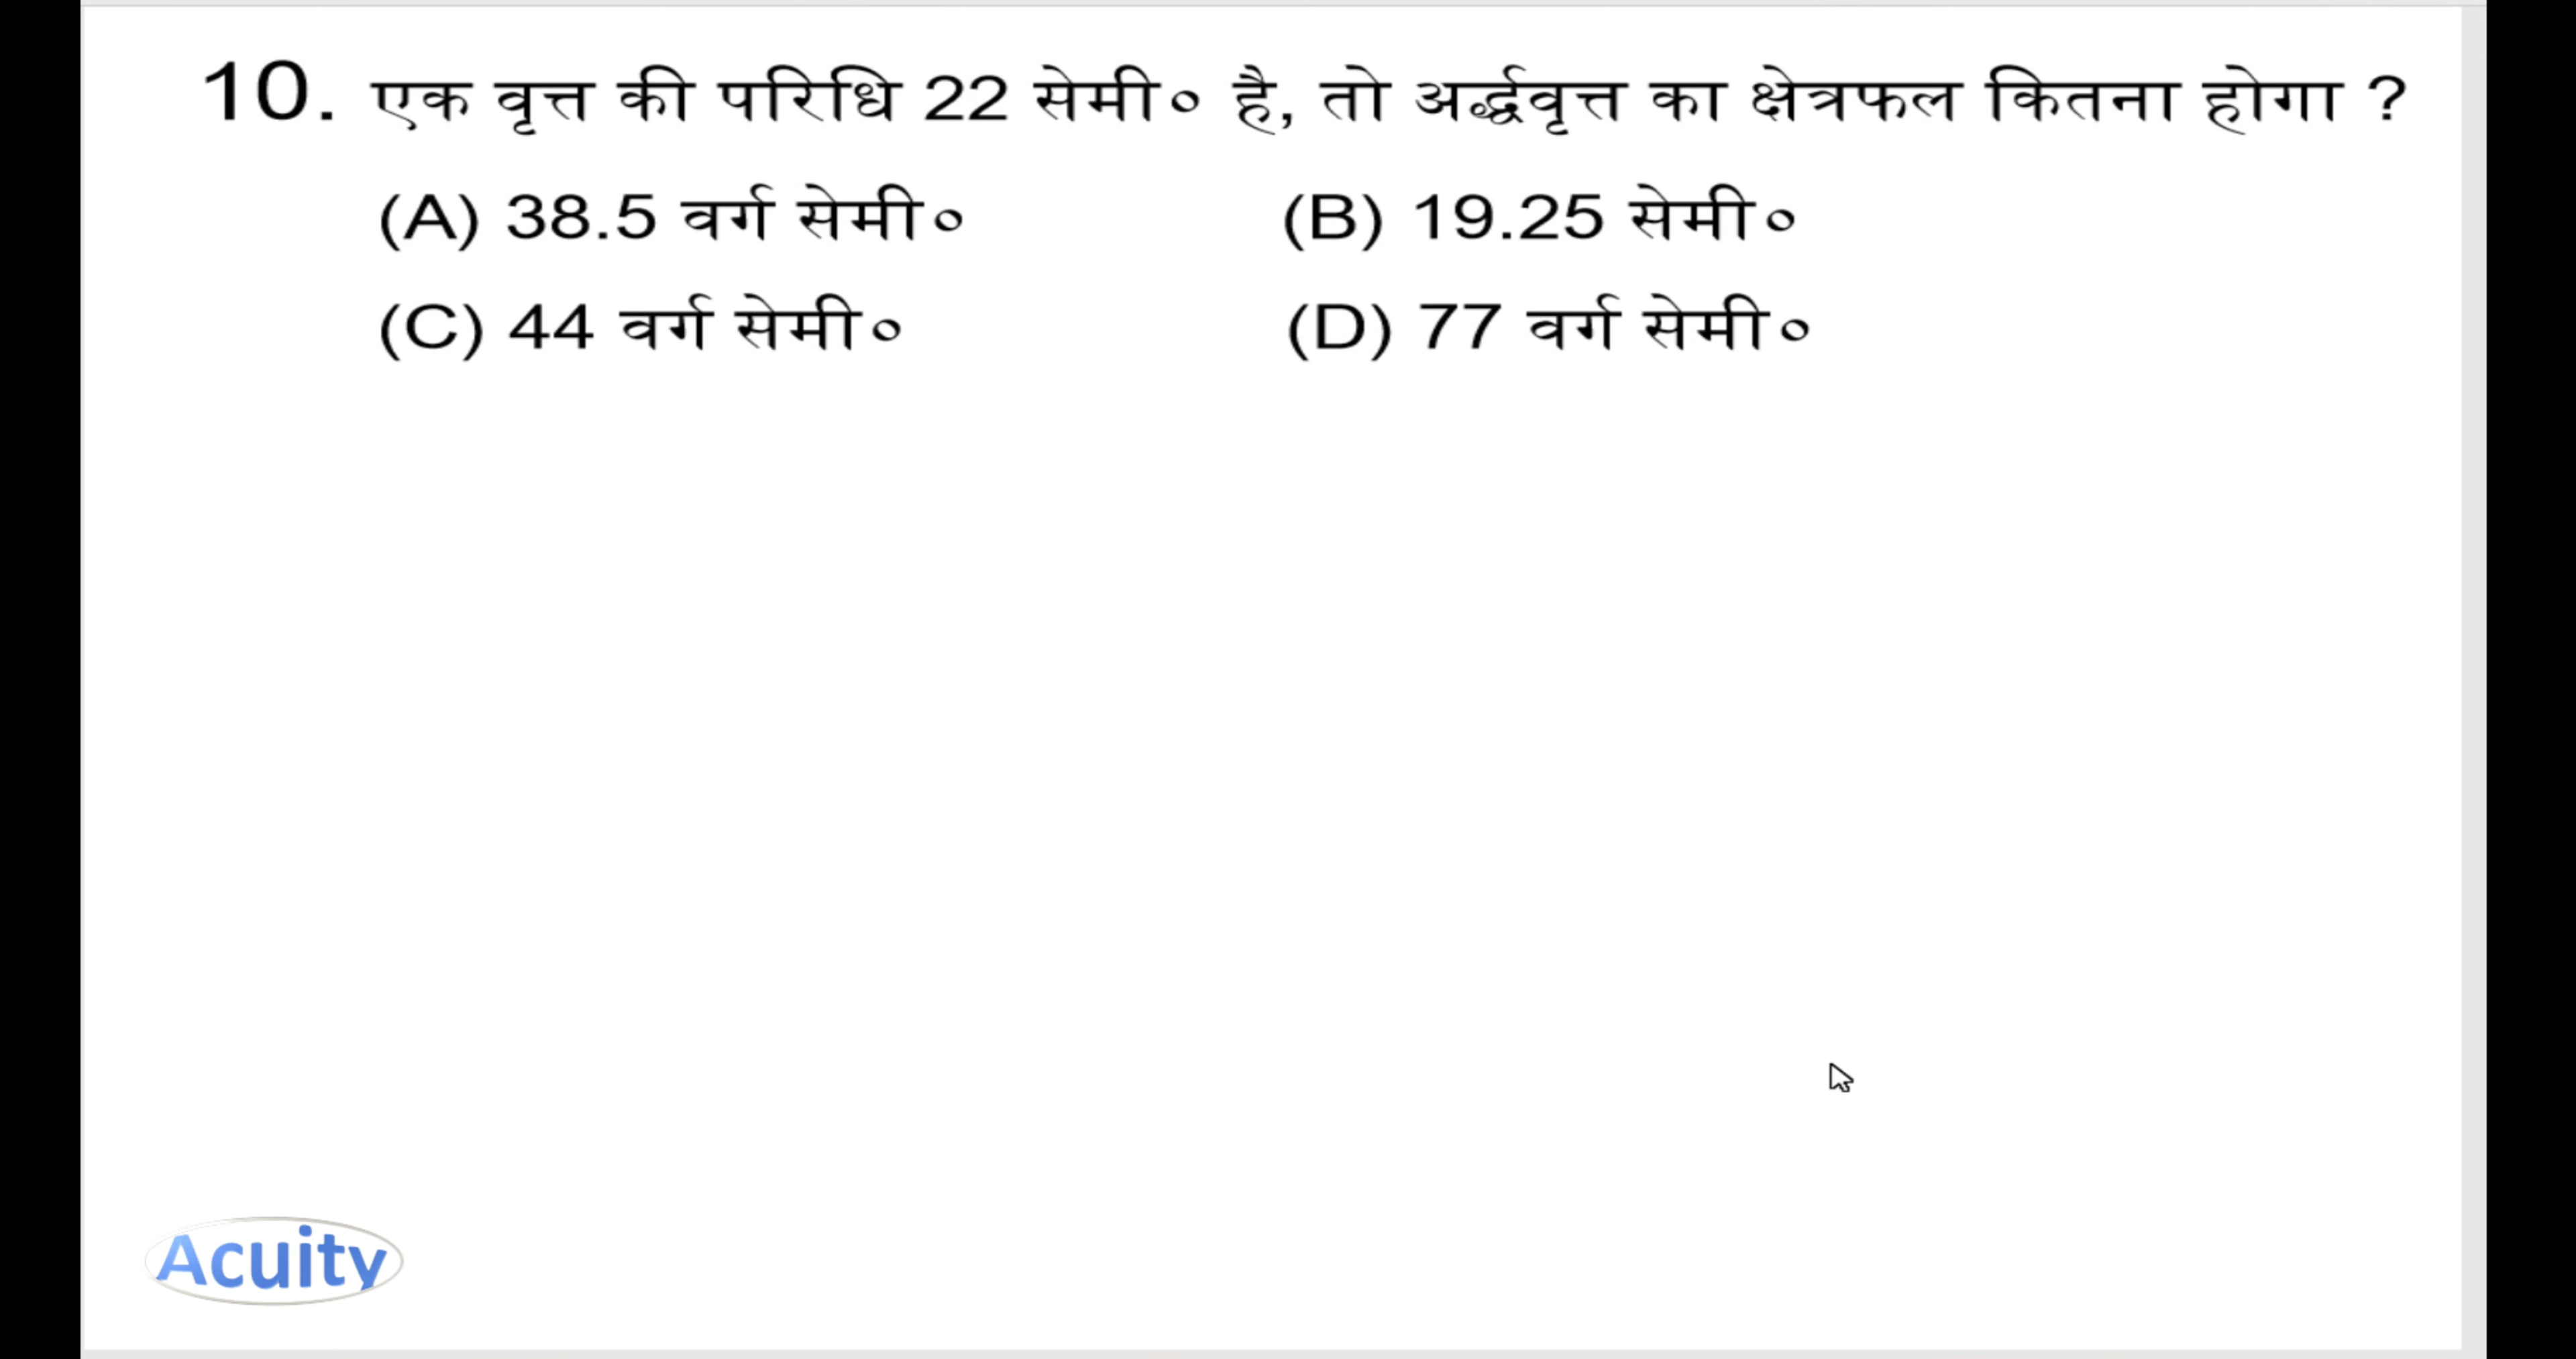 10. एक वृत्त की परिधि 22 सेमी० है, तो अर्द्धवृत्त का क्षेत्रफल कितना होगा ?
(A) 38.5 वर्ग सेमी० (B) 19.25 सेमी०
(C) 44 वर्ग सेमी० (D) 77 वर्ग सेमी०
Acuity